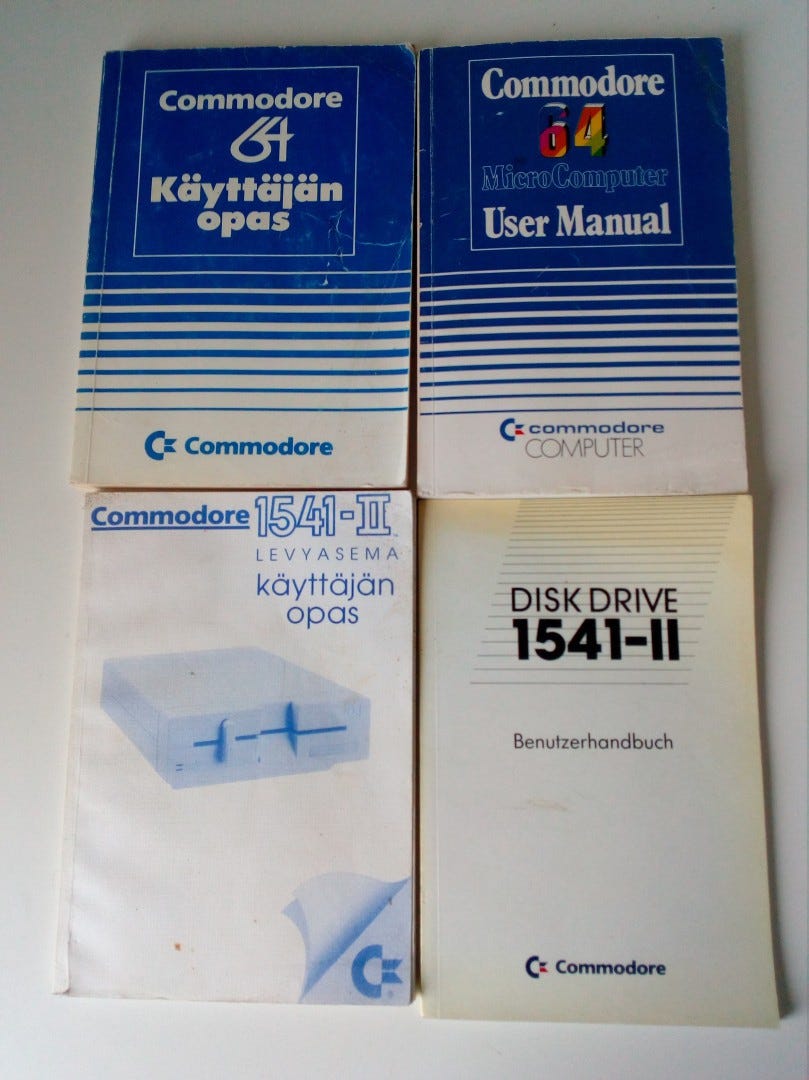 Commodore
64
Käyttäjän
opas
Commodore
Commodore
64
MicroComputer
User Manual
commodore
COMPUTER
Commodore 1541-II
LEVYASEMA
käyttäjän
opas
DISK DRIVE
1541-II
Benutzerhandbuch
Commodore